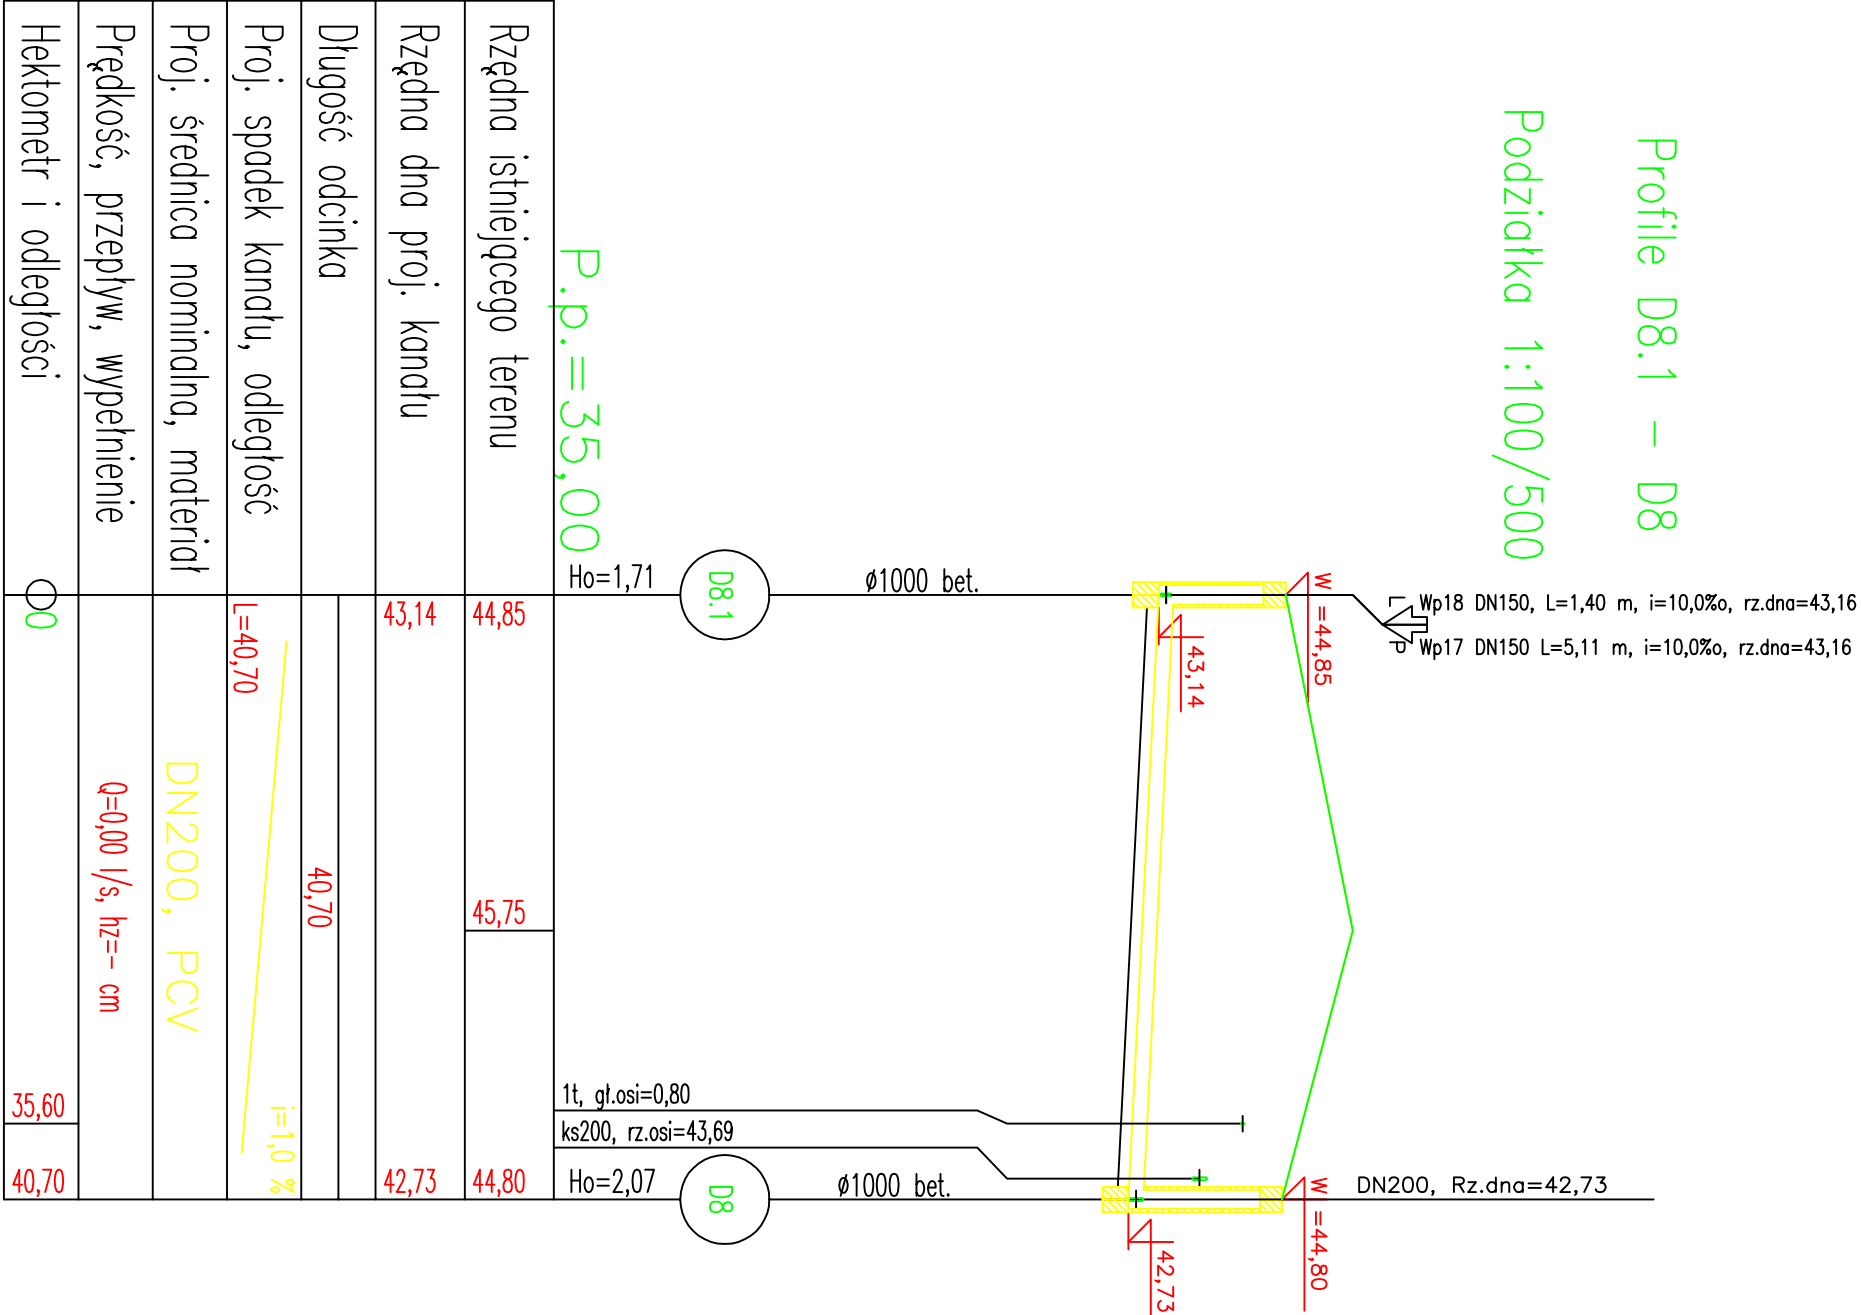 Profile D8.1 - D8
Podziałka 1:100/500
L Wp18 DN150, L=1,40 m, i=10,0%o, rz.dna=43,16
P Wp17 DN150 L=5,11 m, i=10,0%o, rz.dna=43,16
W =44,85
43,14
W =44,80
42,73
DN200, Rz.dna=42,73
P.p.=35,00
Ho=1,71
D8.1
ø1000 bet.
1t, gł.osi=0,80
ks200, rz.osi=43,69
Ho=2,07
D8
ø1000 bet.
Rzędna istniejącego terenu
44,85
45,75
44,80
Rzędna dna proj. kanału
43,14
42,73
Długość odcinka
40,70
Proj. spadek kanału, odległość
L=40,70
i=1,0 %
Proj. średnica nominalna, materiał
DN200, PCV
Prędkość, przepływ, wypełnienie
Q=0,00 l/s, hz=-- cm
Hektometr i odległości
0
35,60
40,70